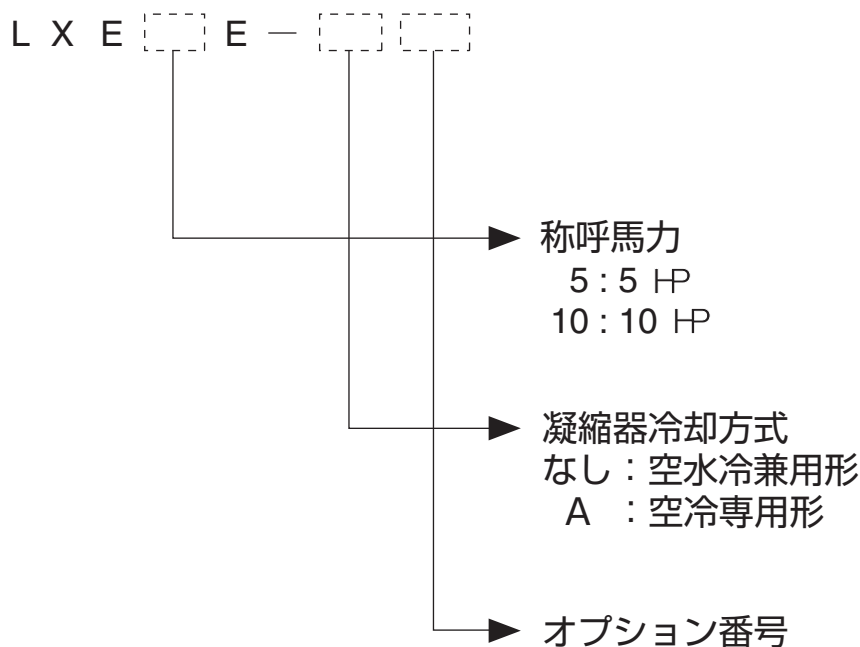 LXE E－
称呼馬力
5：5 HP
10：10 HP
凝縮器冷却方式
なし：空水冷兼用形
A ：空冷専用形
オプション番号